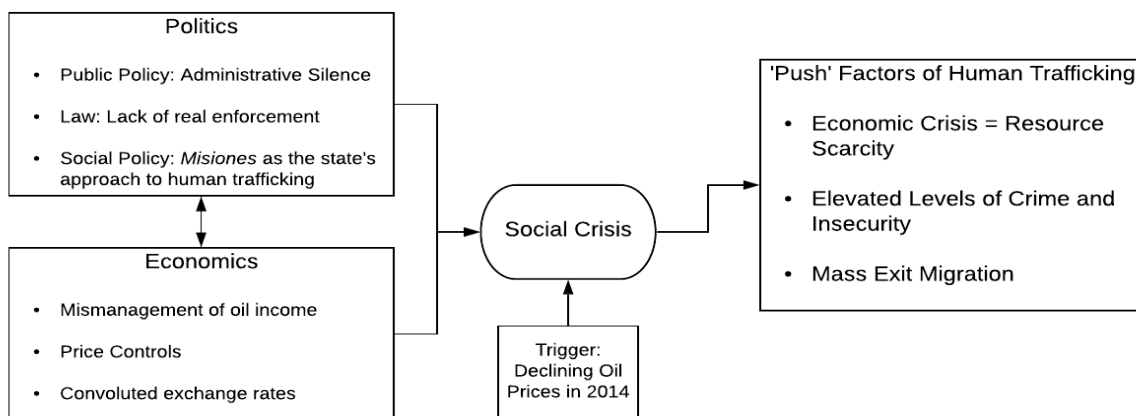 Politics
• Public Policy: Administrative Silence
• Law: Lack of real enforcement
• Social Policy: Misiones as the state's
approach to human trafficking
Economics
• Mismanagement of oil income
• Price Controls
• Convoluted exchange rates
Social Crisis
Trigger:
Declining Oil
Prices in 2014
'Push' Factors of Human Trafficking
• Economic Crisis = Resource
Scarcity
• Elevated Levels of Crime and
Insecurity
• Mass Exit Migration